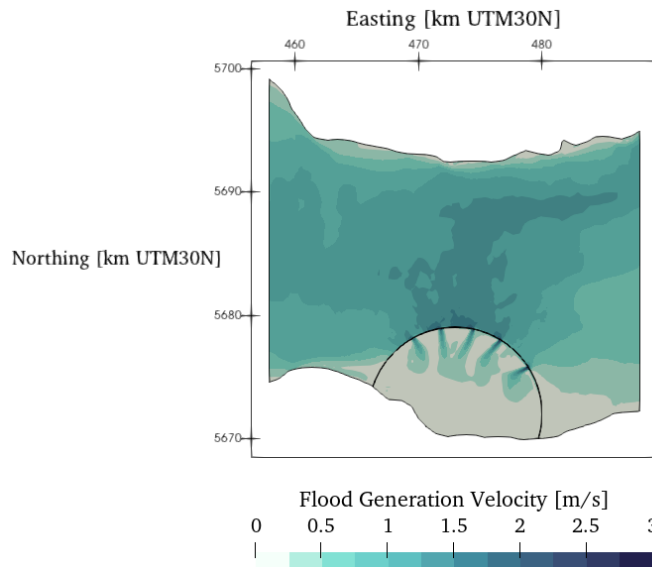 Easting [km UTM30N]
460 470 480
5700
5690
Northing [km UTM30N]
5680
5670
Flood Generation Velocity [m/s]
0 0.5 1 1.5 2 2.5 3